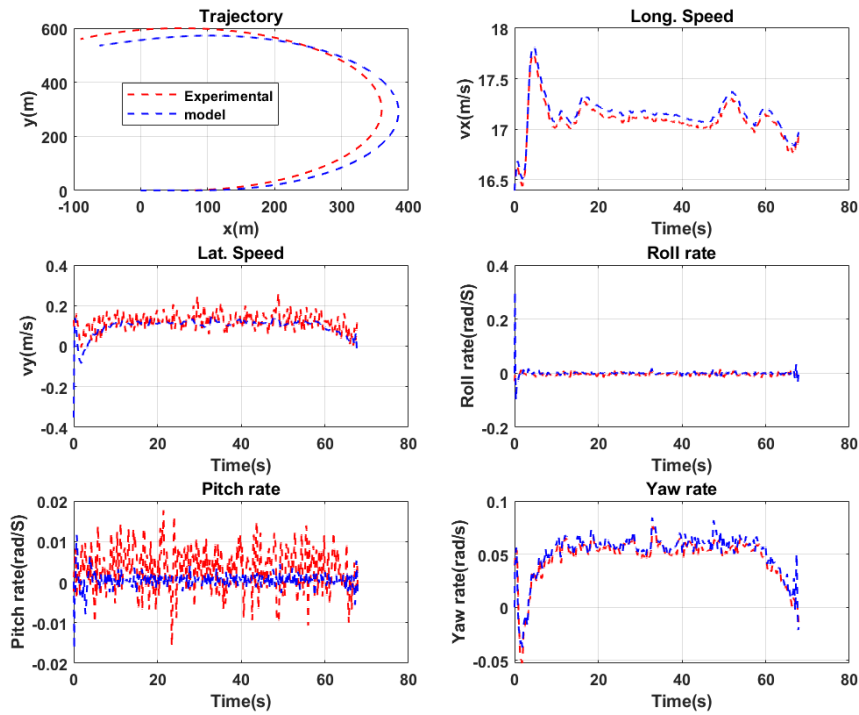 Trajectory
600
400
200
0
-100
0
100
200
300
400
y(m)
x(m)
Experimental
model
Long. Speed
18
17.5
17
16.5
0
20
40
60
80
vx(m/s)
Time(s)
Lat. Speed
0.4
0.2
0
-0.2
-0.4
0
20
40
60
80
vy(m/s)
Time(s)
Roll rate
0.4
0.2
0
-0.2
0
20
40
60
80
Roll rate(rad/S)
Time(s)
Pitch rate
0.02
0.01
0
-0.01
-0.02
0
20
40
60
80
Pitch rate(rad/S)
Time(s)
Yaw rate
0.1
0.05
0
-0.05
0
20
40
60
80
Yaw rate(rad/s)
Time(s)